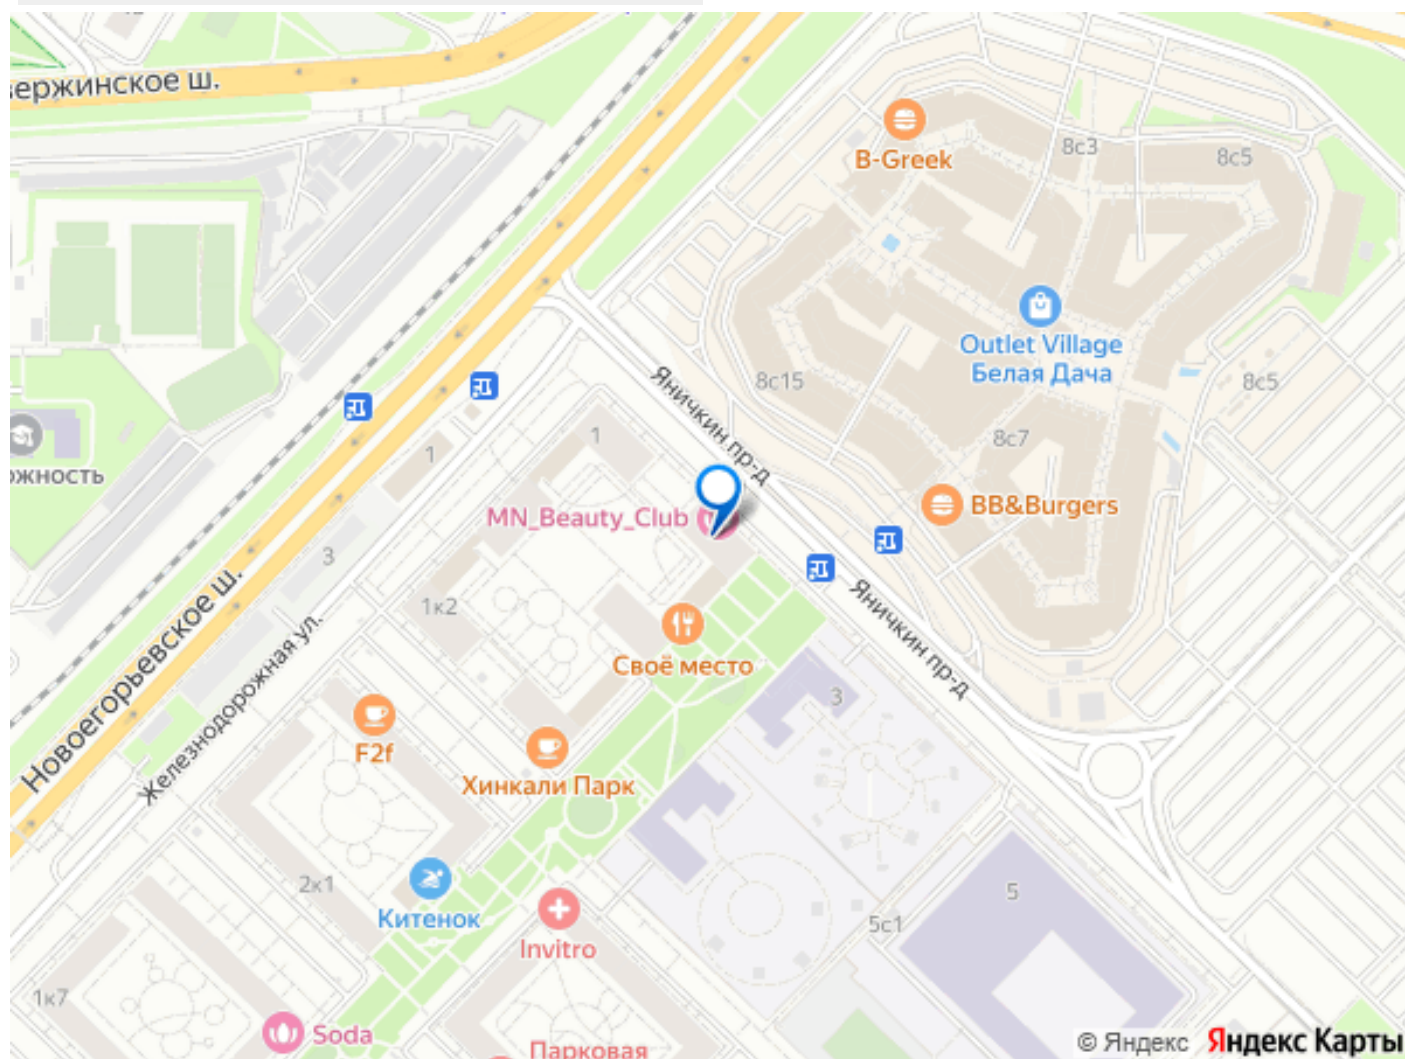 вержинское ш.
B-Greek
8с3
8с5
Outlet Village
Белая Дача
8с15
8с5
8с7
Яничкин пр-д
1
1
ожность
MN_Beauty_Club
BB&Burgers
3
1к2
Новоегорьевское ш.
Железнодорожная ул.
Своё место
Яничкин пр-д
3
F2f
Хинкали Парк
2к1
Китенок
Invitro
5
5с1
1к7
Soda
Парковая
© Яндекс Яндекс Карты